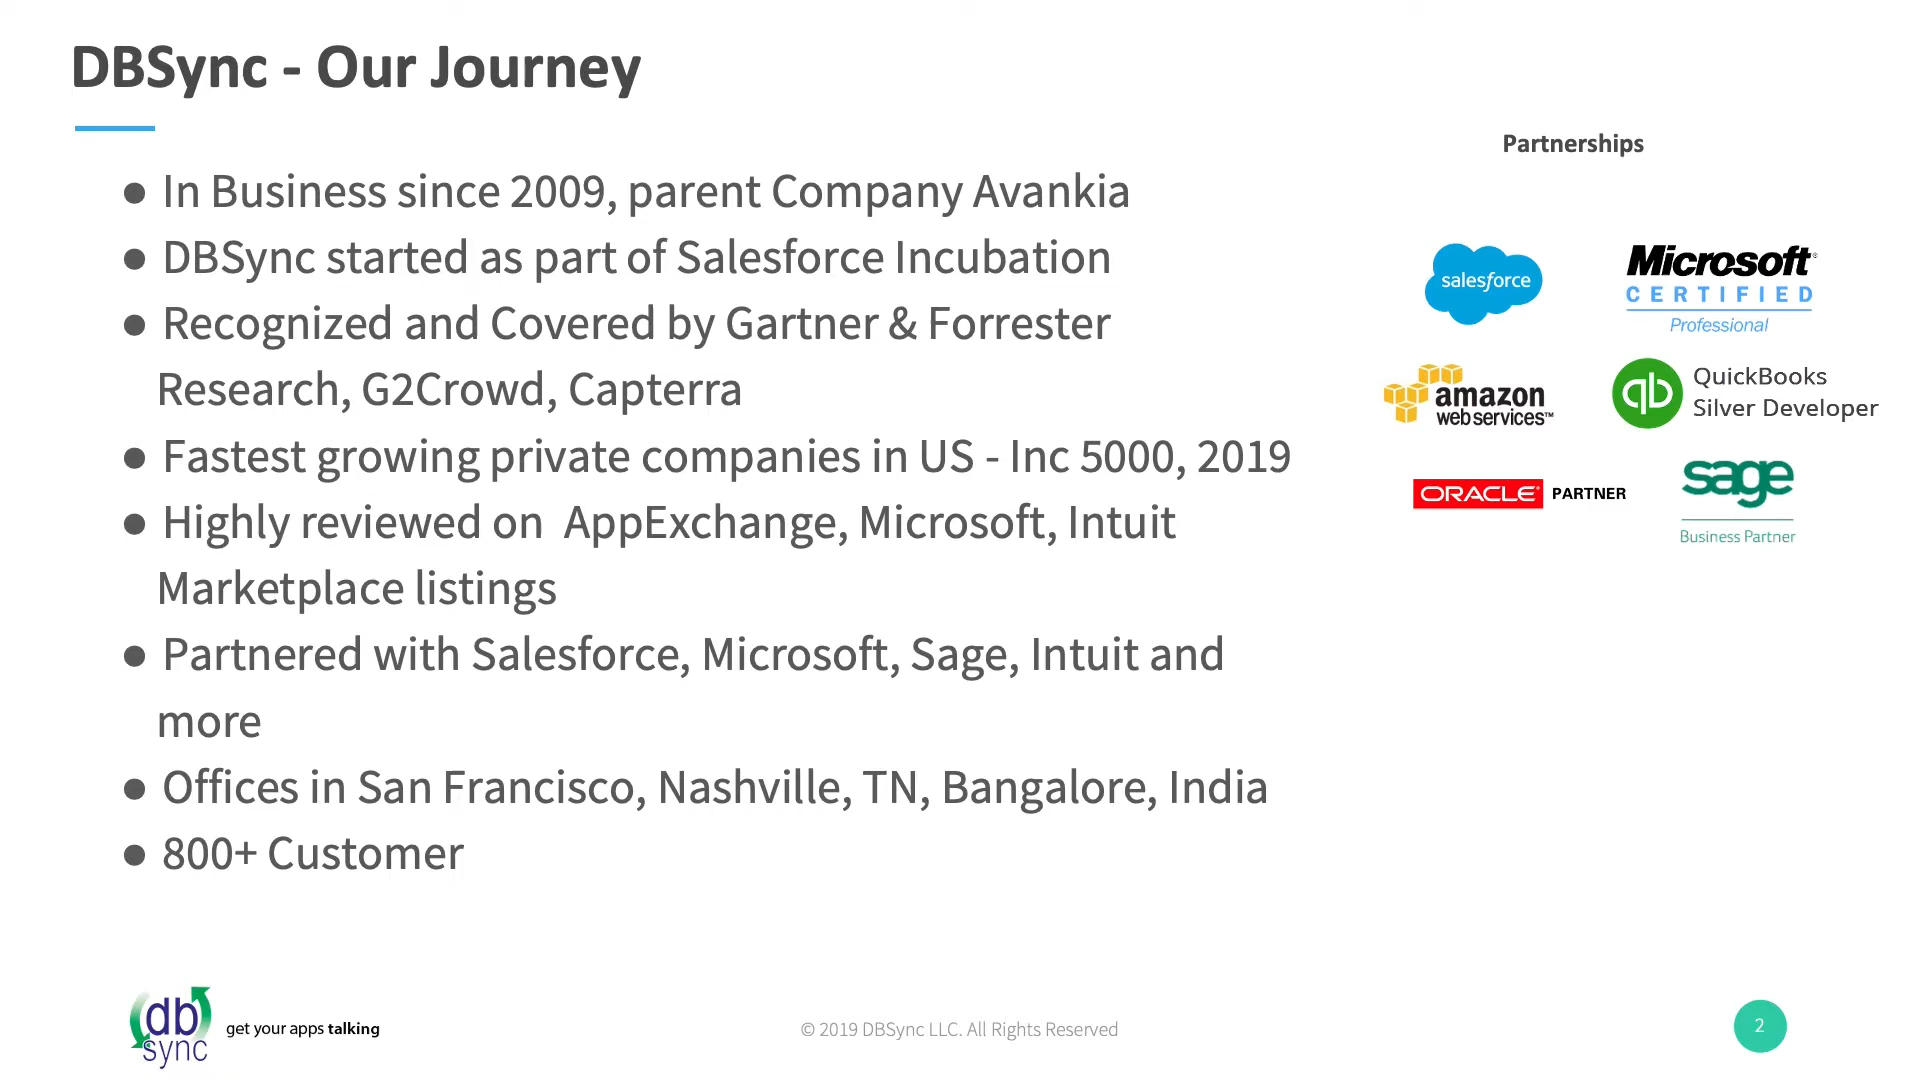 DBSync - Our Journey
● In Business since 2009, parent Company Avankia
● DBSync started as part of Salesforce Incubation
● Recognized and Covered by Gartner & Forrester
Research, G2Crowd, Capterra
● Fastest growing private companies in US - Inc 5000, 2019
● Highly reviewed on  AppExchange, Microsoft, Intuit
Marketplace listings
● Partnered with Salesforce, Microsoft, Sage, Intuit and
more
● Offices in San Francisco, Nashville, TN, Bangalore, India
● 800+ Customer
Partnerships
salesforce
Microsoft®
CERTIFIED
Professional
amazon
web services™
qb
QuickBooks
Silver Developer
ORACLE® PARTNER
sage
Business Partner
db
sync
get your apps talking
© 2019 DBSync LLC. All Rights Reserved
2